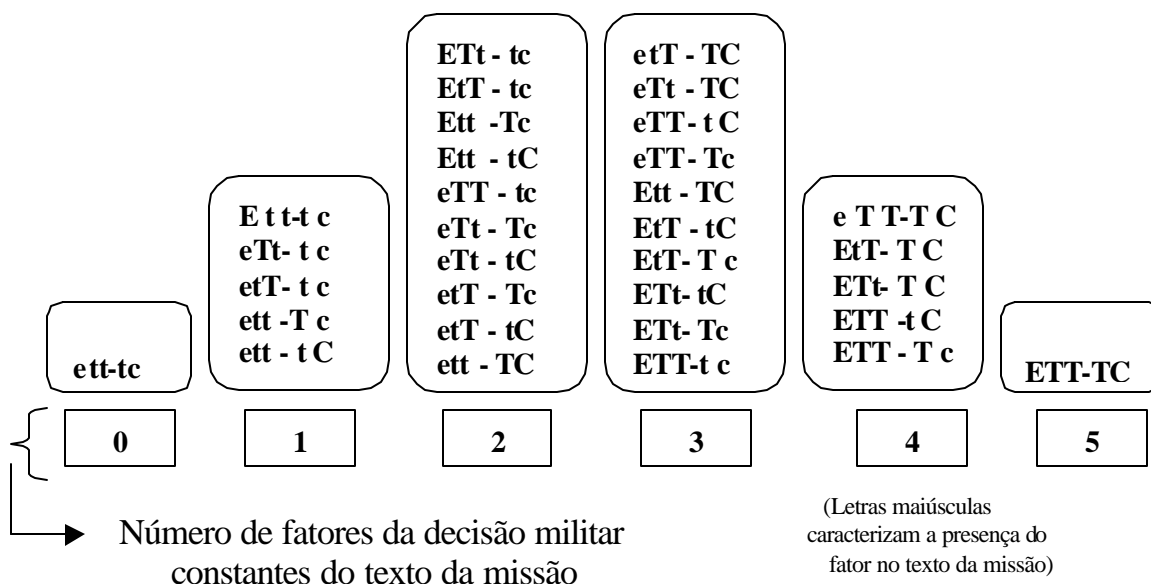 ett-tc
E t t-t c
eTt- t c
etT- t c
ett -T c
ett - t C
ETt - tc
EtT - tc
Ett -Tc
Ett - tC
eTT - tc
eTt - Tc
eTt - tC
etT - Tc
etT - tC
ett - TC
etT - TC
eTt - TC
eTT- t C
eTT- Tc
Ett - TC
EtT - tC
EtT- T c
ETt- tC
ETt- Tc
ETT-t c
e T T-T C
EtT- T C
ETt- T C
ETT -t C
ETT - T c
ETT-TC
0 1 2 3 4 5
Número de fatores da decisão militar
constantes do texto da missão
(Letras maiúsculas
caracterizam a presença do
fator no texto da missão)